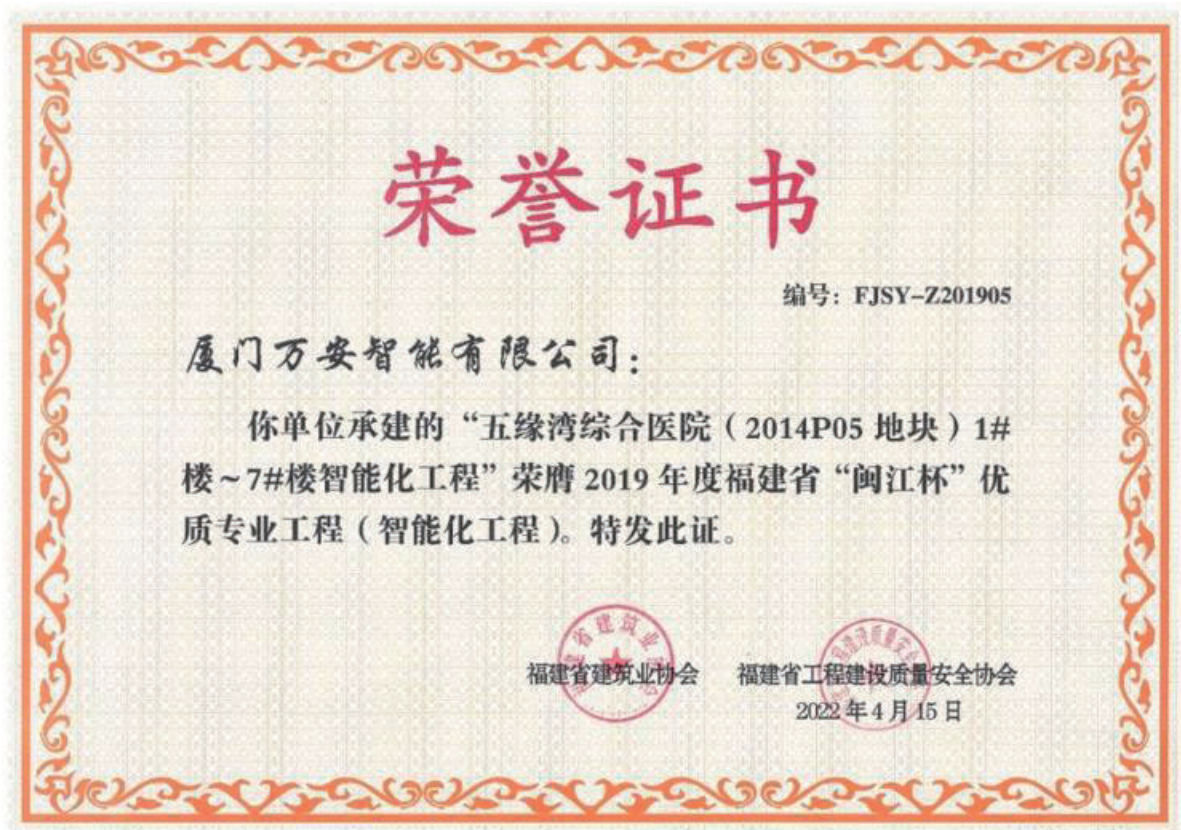 荣誉证书
编号：FJSY-Z201905
厦门万安智能有限公司：
你单位承建的“五缘湾综合医院（2014P05 地块）1#
楼~7#楼智能化工程”荣膺 2019 年度福建省“闽江杯”优
质专业工程（智能化工程）。特发此证。
福建省建筑业协会 福建省工程建设质量安全协会
2022 年 4 月 15 日